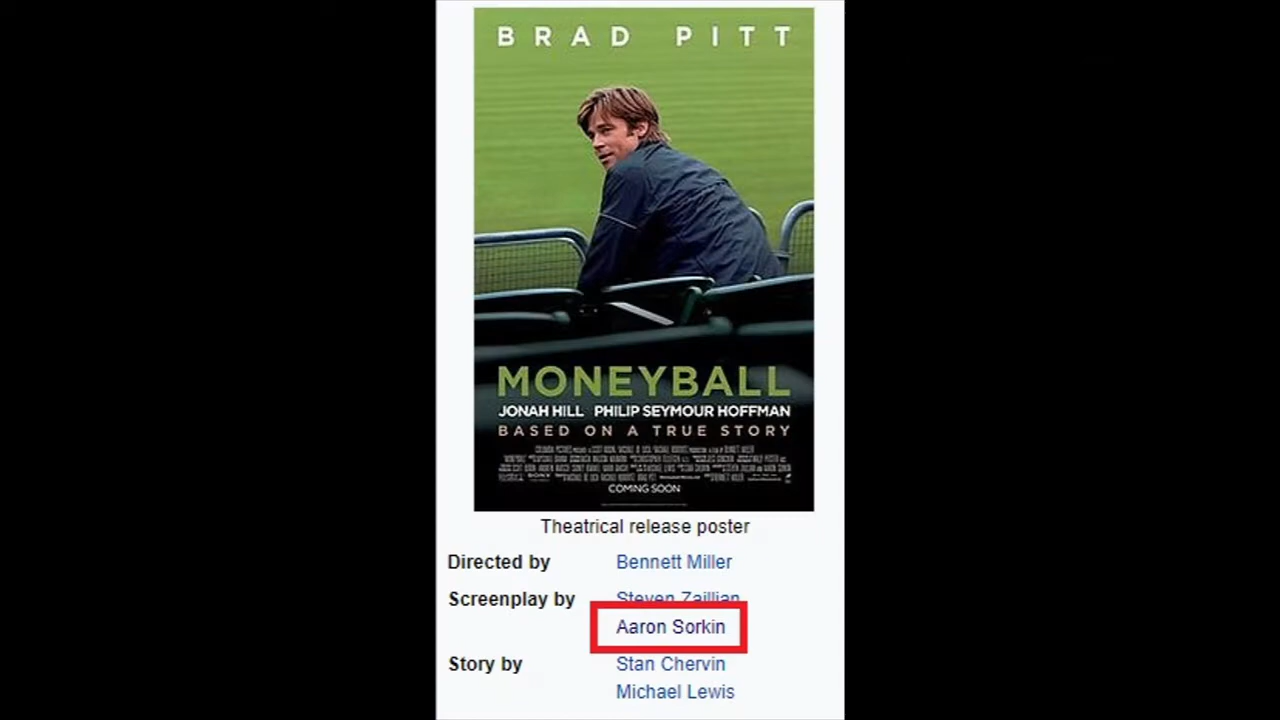 BRAD PITT
MONEYBALL
JONAH HILL PHILIP SEYMOUR HOFFMAN
BASED ON A TRUE STORY
COMING SOON
Theatrical release poster
Directed by Bennett Miller
Screenplay by Steven Zaillian
Aaron Sorkin
Story by Stan Chervin
Michael Lewis